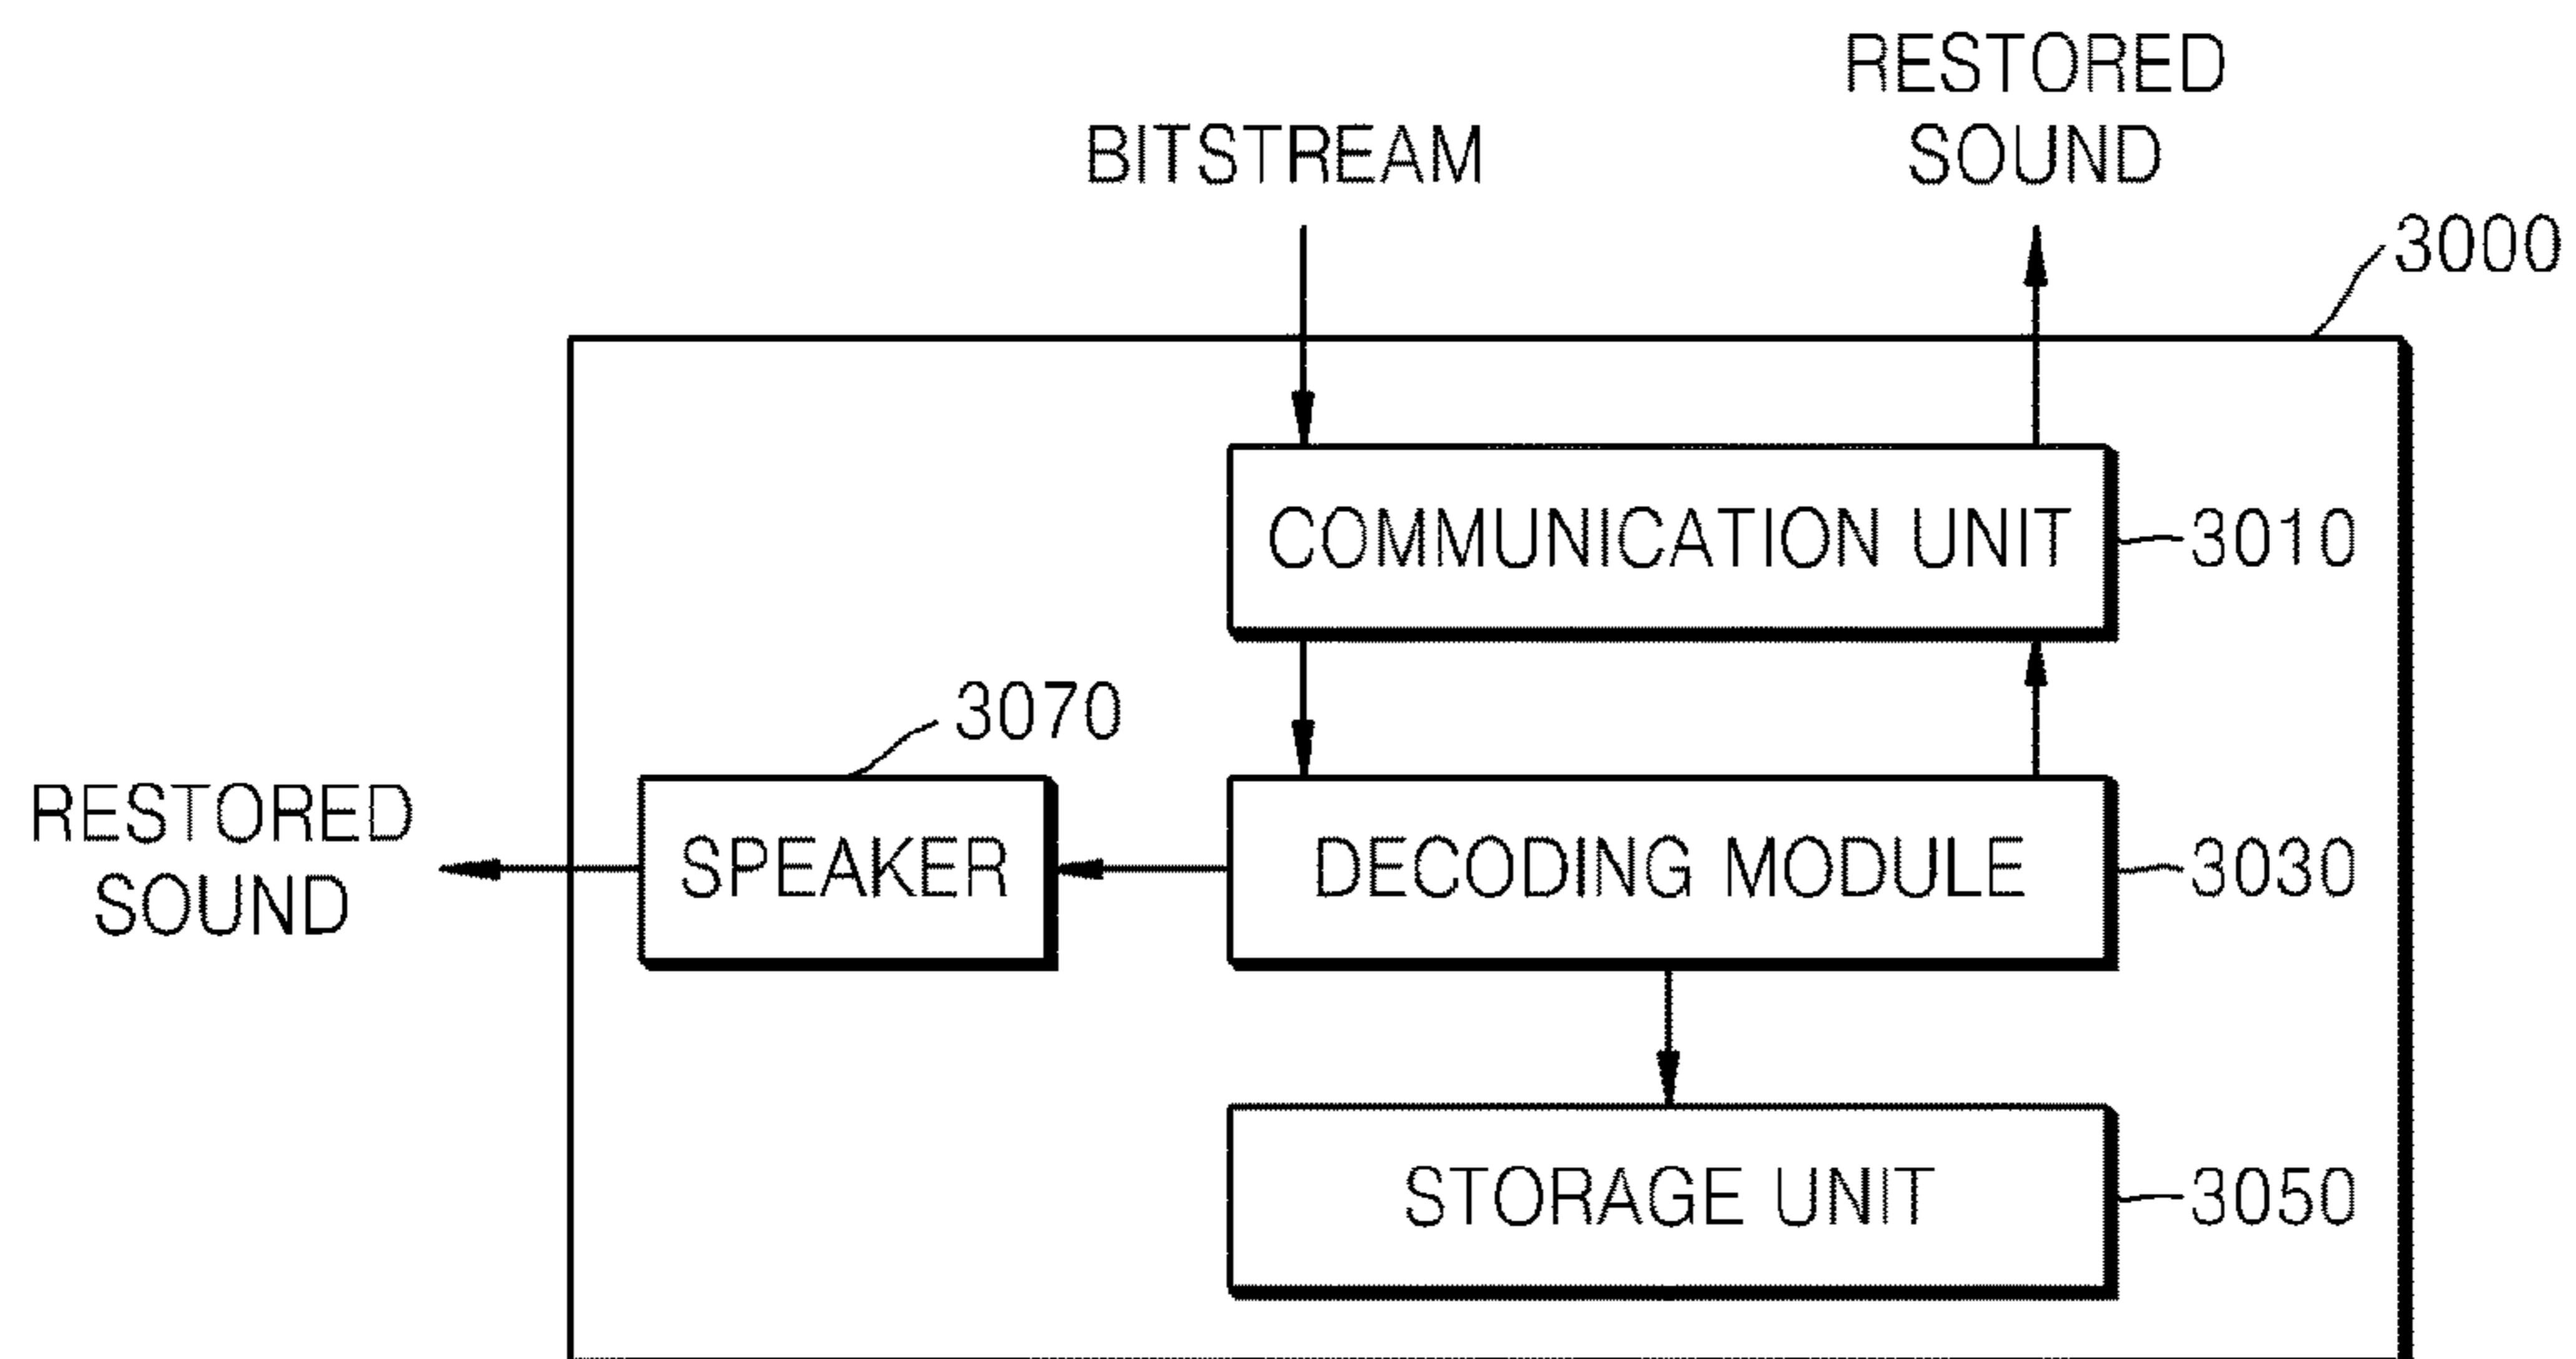 RESTORED
SOUND
BITSTREAM
3000
COMMUNICATION UNIT
3010
3070
RESTORED
SOUND
SPEAKER
DECODING MODULE
3030
STORAGE UNIT
3050